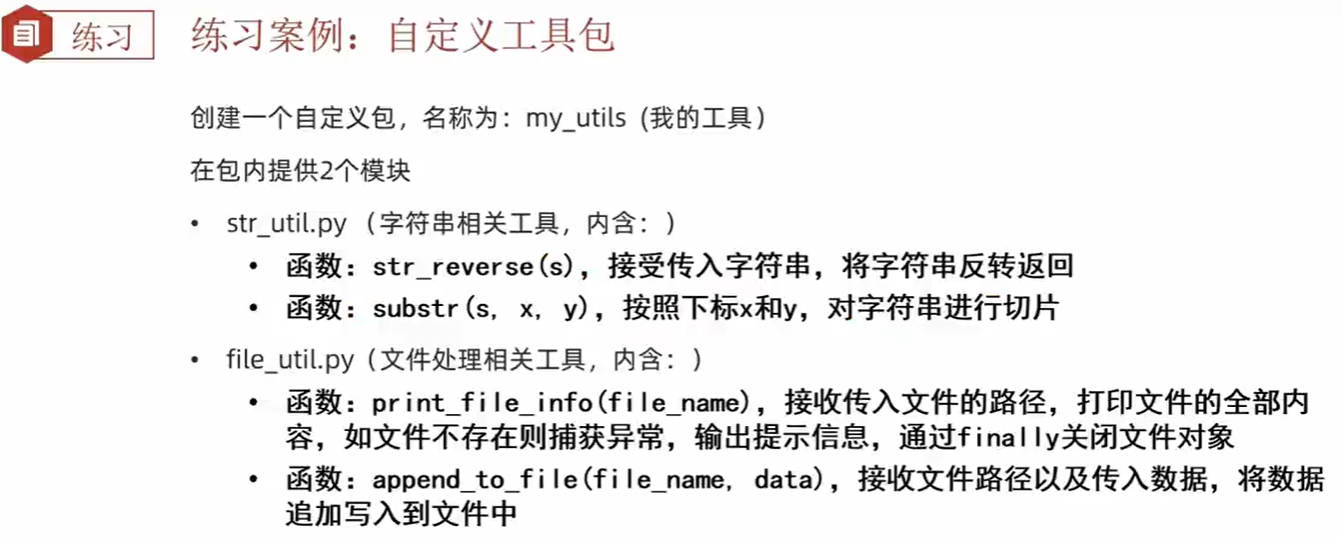 练习
练习案例：自定义工具包
创建一个自定义包，名称为：my_utils (我的工具）
在包内提供2个模块
• str_util.py （字符串相关工具，内含：）
• 函数：str_reverse(s)，接受传入字符串，将字符串反转返回
• 函数：substr(s, x, y)，按照下标x和y，对字符串进行切片
• file_util.py（文件处理相关工具，内含：）
• 函数：print_file_info(file_name)，接收传入文件的路径，打印文件的全部内
容，如文件不存在则捕获异常，输出提示信息，通过finally关闭文件对象
• 函数：append_to_file(file_name, data)，接收文件路径以及传入数据，将数据
追加写入到文件中